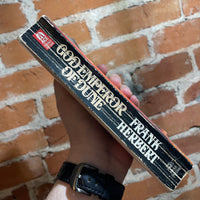 GOD EMPEROR
OF DUNE
FRANK
HERBERT